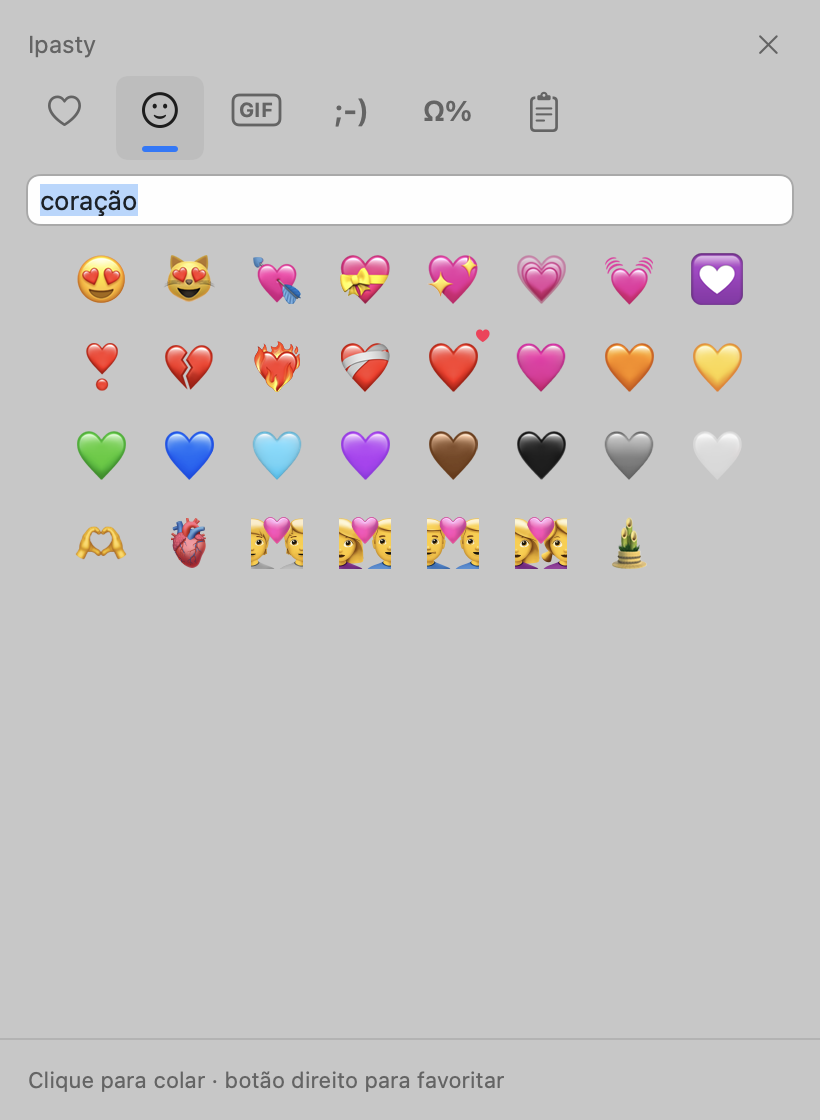 Ipasty
GIF ;-) Ω%
coração
Clique para colar · botão direito para favoritar